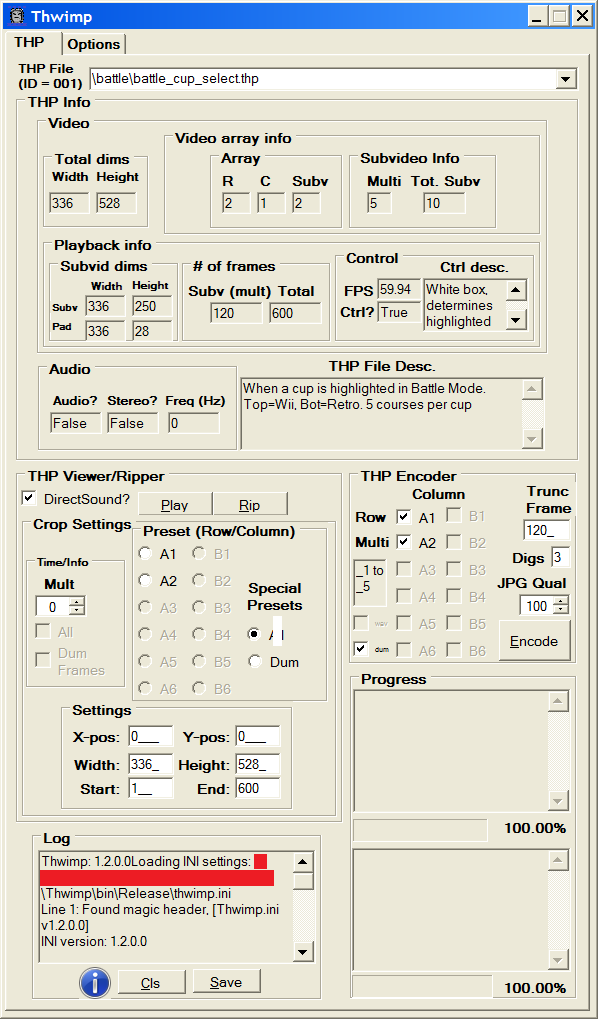 Thwimp
THP Options
THP File
(ID = 001)
\battle\battle_cup_select.thp
THP Info
Video
Total dims
Width Height
336 528
Video array info
Array
R C Subv
2 1 2
Subvideo Info
Multi Tot. Subv
5 10
Playback info
Subvid dims
Width Height
Subv 336 250
Pad 336 28
# of frames
Subv (mult) Total
120 600
Control
FPS 59.94
Ctrl? True
Ctrl desc.
White box,
determines
highlighted
Audio
Audio? Stereo? Freq (Hz)
False False 0
THP File Desc.
When a cup is highlighted in Battle Mode.
Top=Wii, Bot=Retro. 5 courses per cup
THP Viewer/Ripper
DirectSound? Play Rip
Crop Settings
Time/Info
Mult
0
All
Dum
Frames
Preset (Row/Column)
A1 B1
A2 B2
A3 B3
A4 B4
A5 B5
A6 B6
Special
Presets
Dum
Settings
X-pos: 0___ Y-pos: 0___
Width: 336_ Height: 528_
Start: 1__ End: 600
THP Encoder
Column
Row A1 B1
Multi A2 B2
_1 to
_5
A3 B3
A4 B4
wav A5 B5
dum A6 B6
Trunc
Frame
120_
Digs 3
JPG Qual
100
Encode
Progress
100.00%
100.00%
Log
Thwimp: 1.2.0.0Loading INI settings:
\Thwimp\bin\Release\thwimp.ini
Line 1: Found magic header, [Thwimp.ini
v1.2.0.0]
INI version: 1.2.0.0
i Cls Save